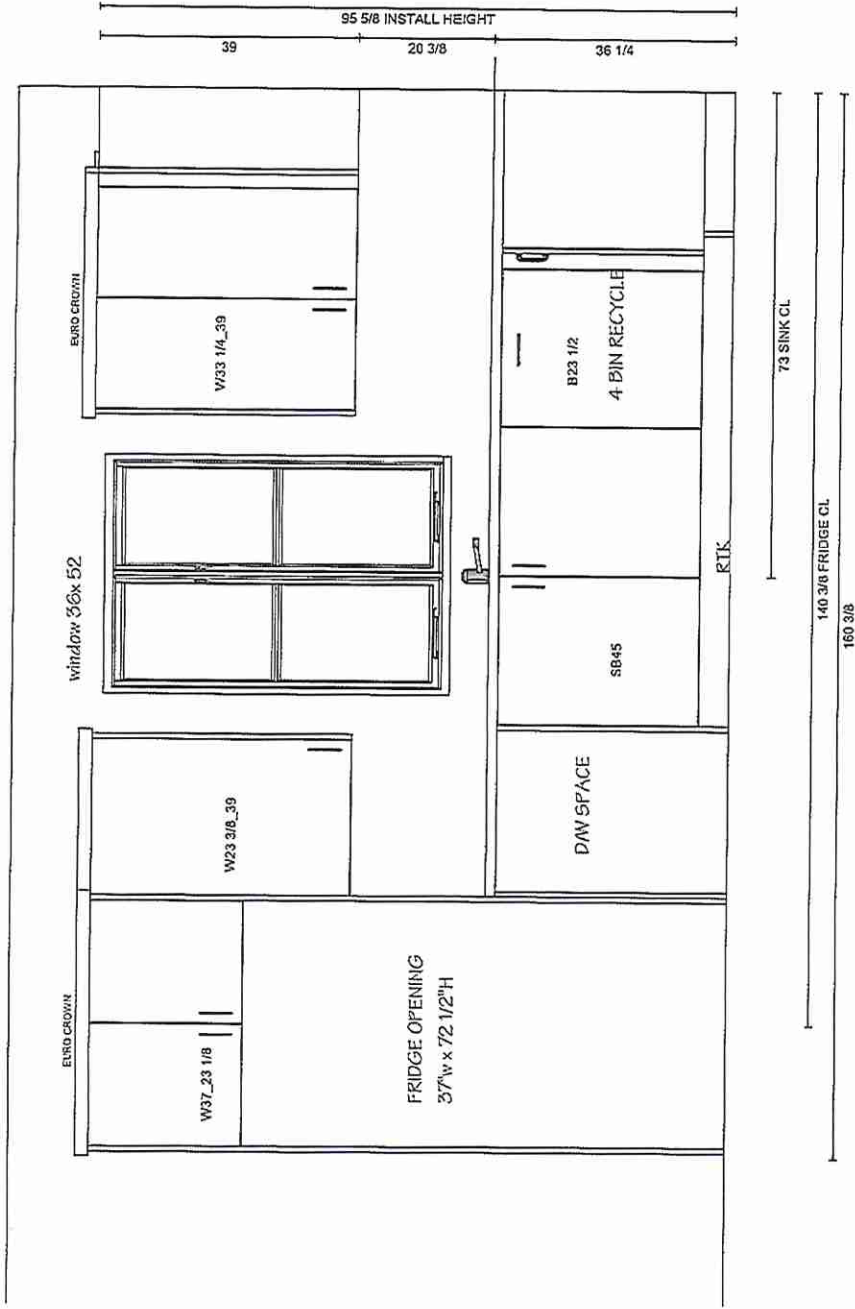 95 5/8 INSTALL HEIGHT
39
20 3/8
36 1/4
EURO CROWN
W33 1/4_39
window 36x 52
W23 3/8_39
EURO CROWN
W37_23 1/8
FRIDGE OPENING
37"w x 72 1/2"H
D/W SPACE
SB45
B23 1/2
4-BIN RECYCLE
RTK
73 SINK CL
140 3/8 FRIDGE CL
160 3/8